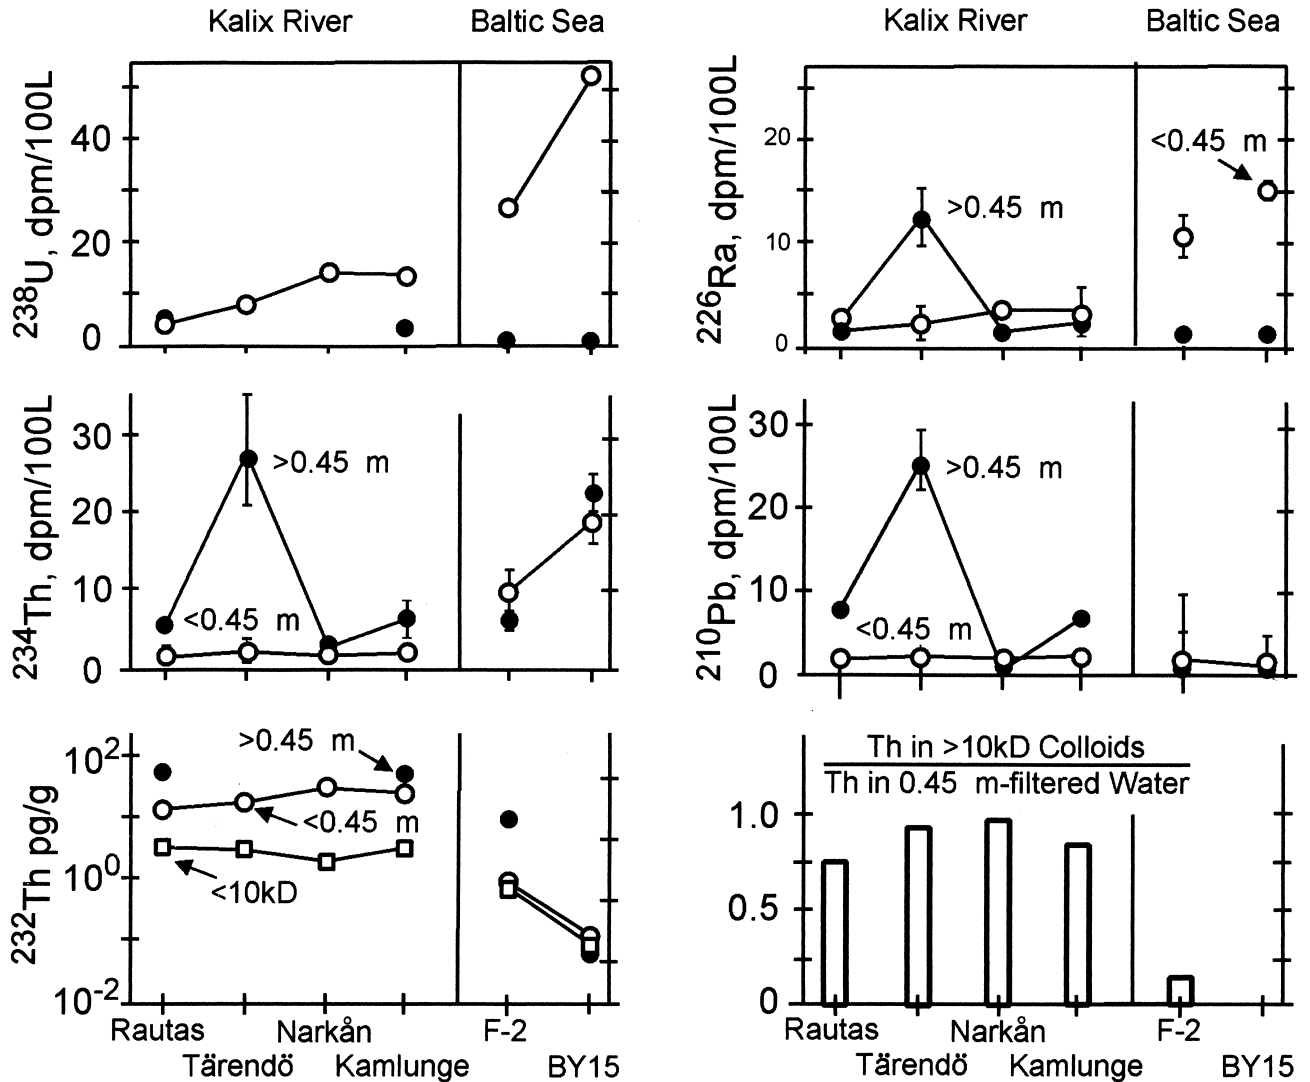 Kalix River
Baltic Sea
238U, dpm/100L
40
20
0
Kalix River
Baltic Sea
226Ra, dpm/100L
20
10
0
>0.45 m
<0.45 m
234Th, dpm/100L
30
20
10
0
>0.45 m
<0.45 m
210Pb, dpm/100L
30
20
10
0
>0.45 m
<0.45 m
232Th pg/g
10²
10⁰
10⁻²
>0.45 m
<0.45 m
<10kD
Rautas
Tärendö
Narkån
Kamlunge
F-2
BY15
Th in >10kD Colloids
Th in 0.45 m-filtered Water
1.0
0.5
0
Rautas
Tärendö
Narkån
Kamlunge
F-2
BY15